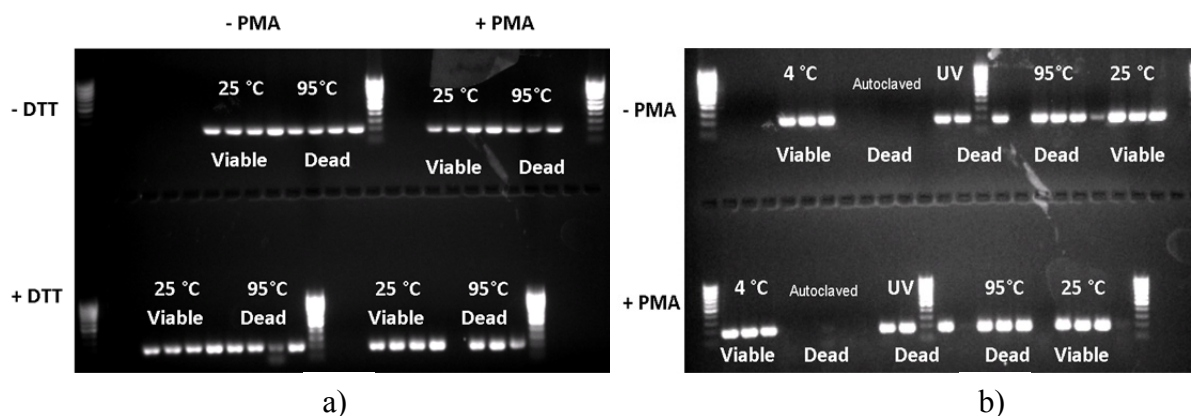 - PMA + PMA
- DTT
25 °C 95°C 25 °C 95°C
Viable Dead Viable Dead
+ DTT
25 °C 95°C 25 °C 95°C
Viable Dead Viable Dead
a)
- PMA
4 °C Autoclaved UV 95°C 25 °C
Viable Dead Dead Dead Viable
+ PMA
4 °C Autoclaved UV 95°C 25 °C
Viable Dead Dead Dead Viable
b)